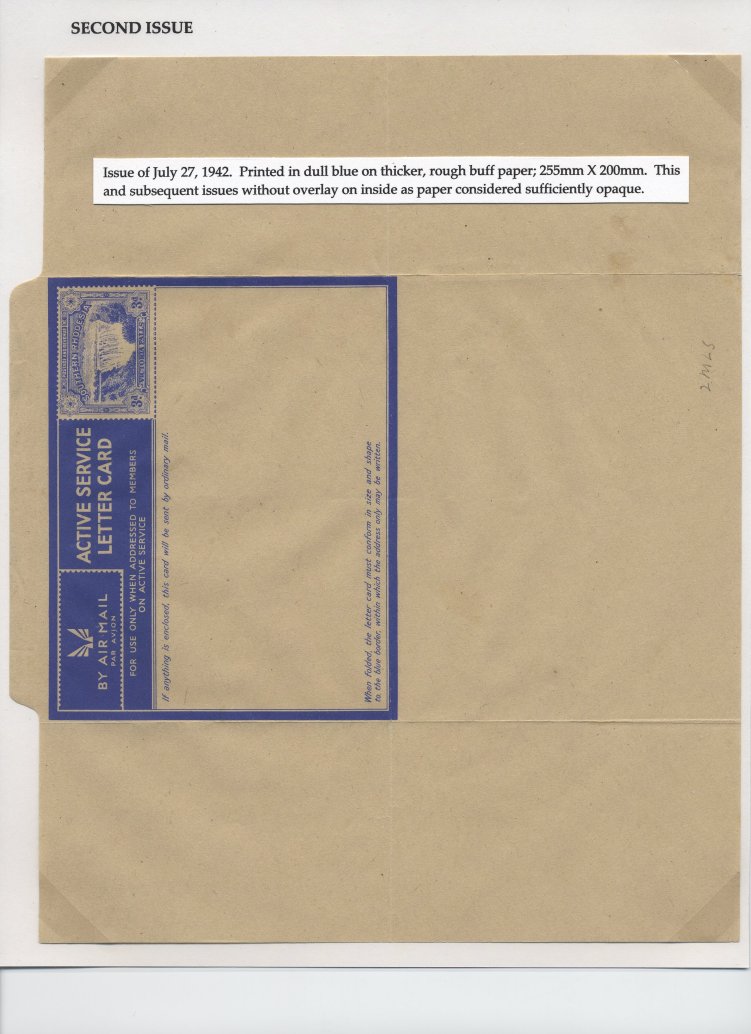 SECOND ISSUE
Issue of July 27, 1942.  Printed in dull blue on thicker, rough buff paper; 255mm X 200mm.  This
and subsequent issues without overlay on inside as paper considered sufficiently opaque.
BY AIR MAIL
PAR AVION
ACTIVE SERVICE
LETTER CARD
FOR USE ONLY WHEN ADDRESSED TO MEMBERS
ON ACTIVE SERVICE
SOUTHERN RHODESIA
3d
3d
VICTORIA FALLS
If anything is enclosed, this card will be sent by ordinary mail.
When folded, the letter card must conform in size and shape
to the blue border, within which the address only may be written.